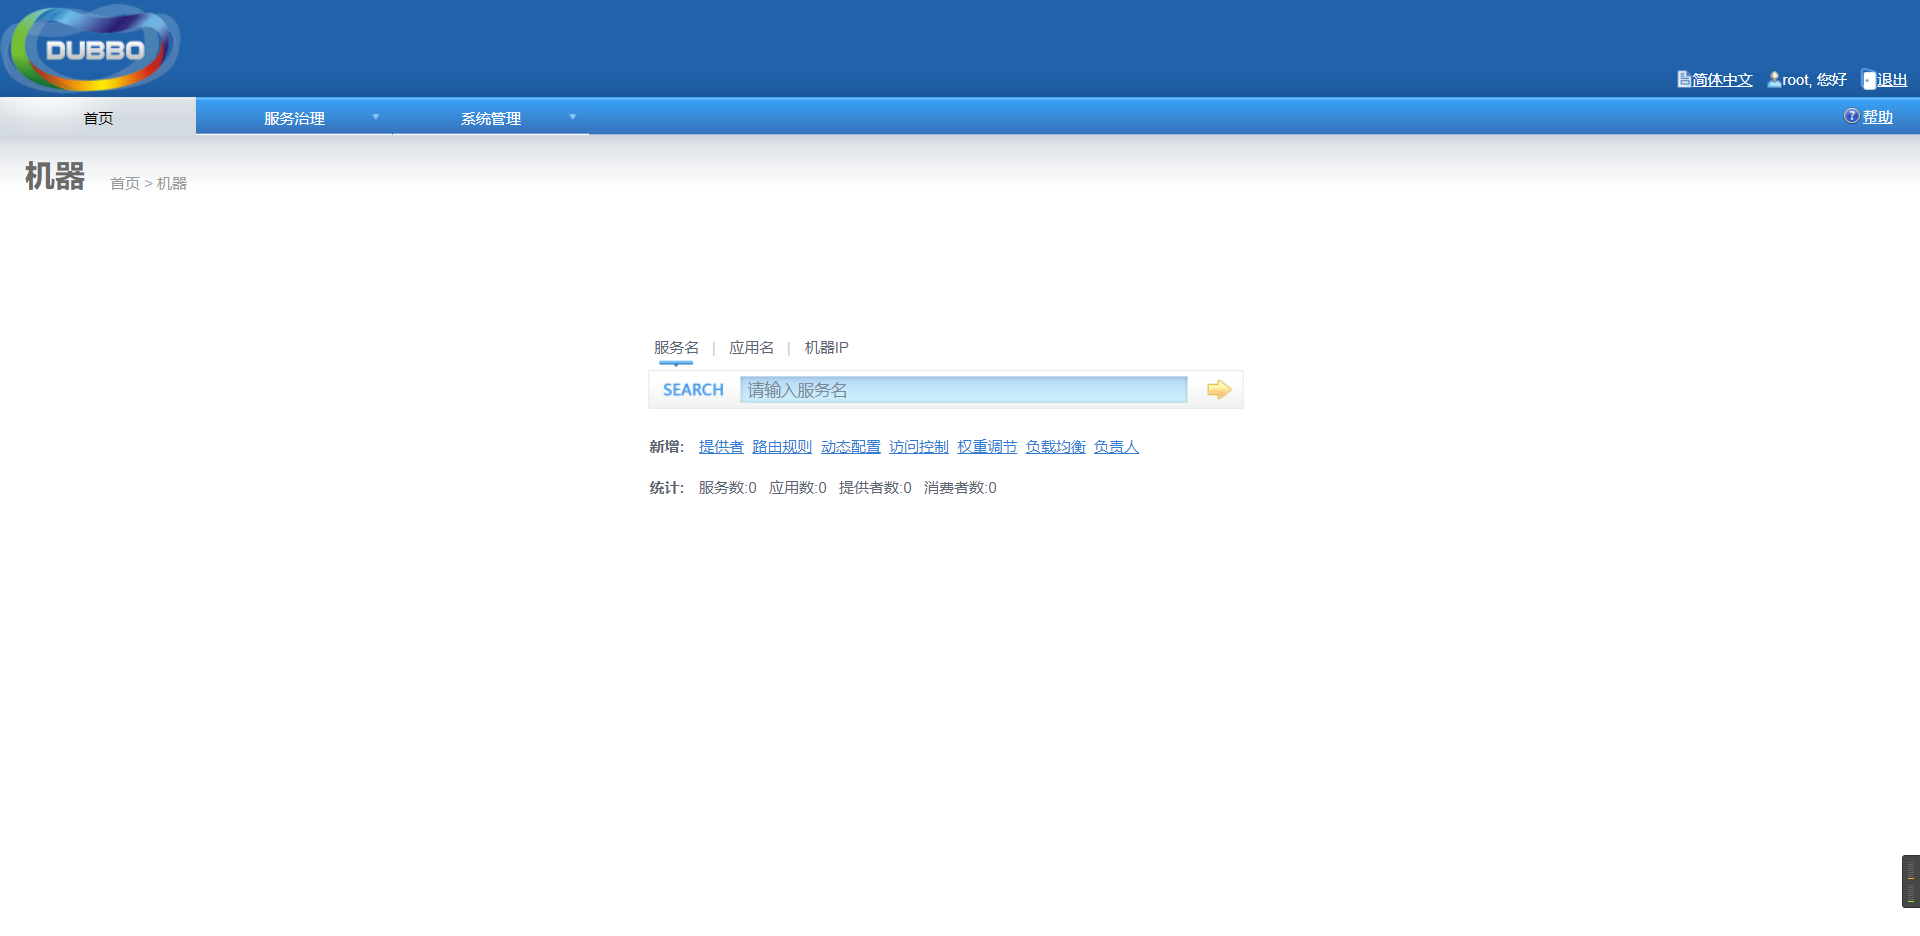 DUBBO
简体中文 root, 您好 退出
首页 服务治理 系统管理 帮助
机器 首页 > 机器
服务名 | 应用名 | 机器IP
SEARCH 请输入服务名
新增: 提供者 路由规则 动态配置 访问控制 权重调节 负载均衡 负责人
统计: 服务数:0 应用数:0 提供者数:0 消费者数:0